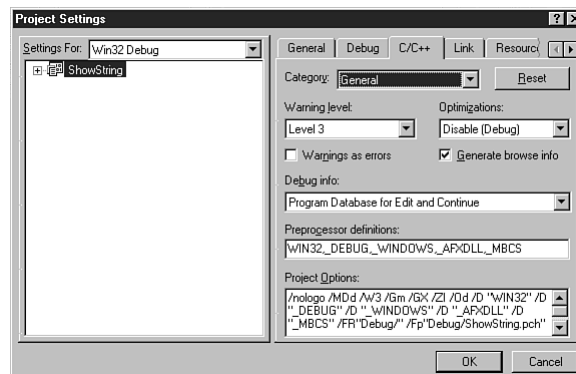 Project Settings
Settings For: Win32 Debug
ShowString
General Debug C/C++ Link Resourc
Category: General Reset
Warning level: Optimizations:
Level 3 Disable (Debug)
Warnings as errors Generate browse info
Debug info:
Program Database for Edit and Continue
Preprocessor definitions:
WIN32,_DEBUG,_WINDOWS,_AFXDLL,_MBCS
Project Options:
/nologo /MDd /W3 /Gm /GX /ZI /Od /D "WIN32" /D
"_DEBUG" /D "_WINDOWS" /D "_AFXDLL" /D
"_MBCS" /FR"Debug/" /Fp"Debug/ShowString.pch"
OK Cancel